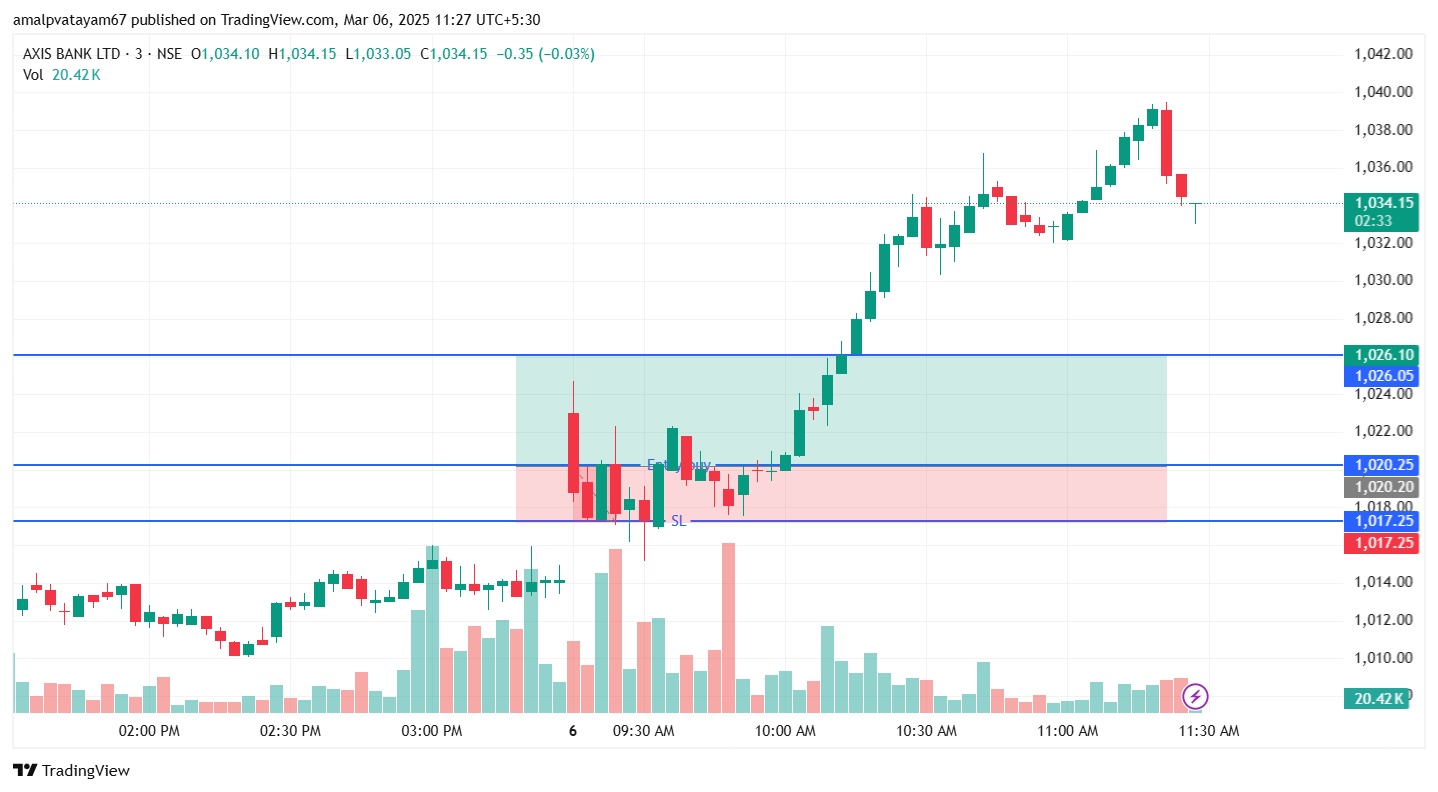 amalpvatayam67 published on TradingView.com, Mar 06, 2025 11:27 UTC+5:30
AXIS BANK LTD · 3 · NSE O1,034.10 H1,034.15 L1,033.05 C1,034.15 −0.35 (−0.03%)
Vol 20.42 K
1,042.00
1,040.00
1,038.00
1,036.00
1,034.15
02:33
1,032.00
1,030.00
1,028.00
1,026.10
1,026.05
1,024.00
1,022.00
Entry buy
1,020.25
1,020.20
1,018.00
SL
1,017.25
1,017.25
1,014.00
1,012.00
1,010.00
20.42 K
02:00 PM 02:30 PM 03:00 PM 6 09:30 AM 10:00 AM 10:30 AM 11:00 AM 11:30 AM
TradingView